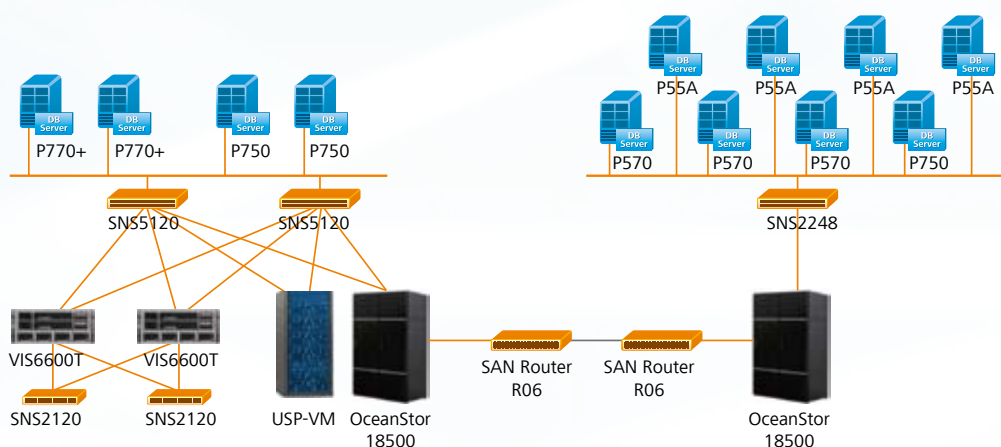 DB
Server
P55A
DB
Server
P55A
DB
Server
P55A
DB
Server
P55A
DB
Server
P770+
DB
Server
P770+
DB
Server
P750
DB
Server
P750
DB
Server
P570
DB
Server
P570
DB
Server
P570
DB
Server
P750
SNS5120
SNS5120
SNS2248
VIS6600T
VIS6600T
SNS2120
SNS2120
USP-VM
OceanStor
18500
SAN Router
R06
SAN Router
R06
OceanStor
18500